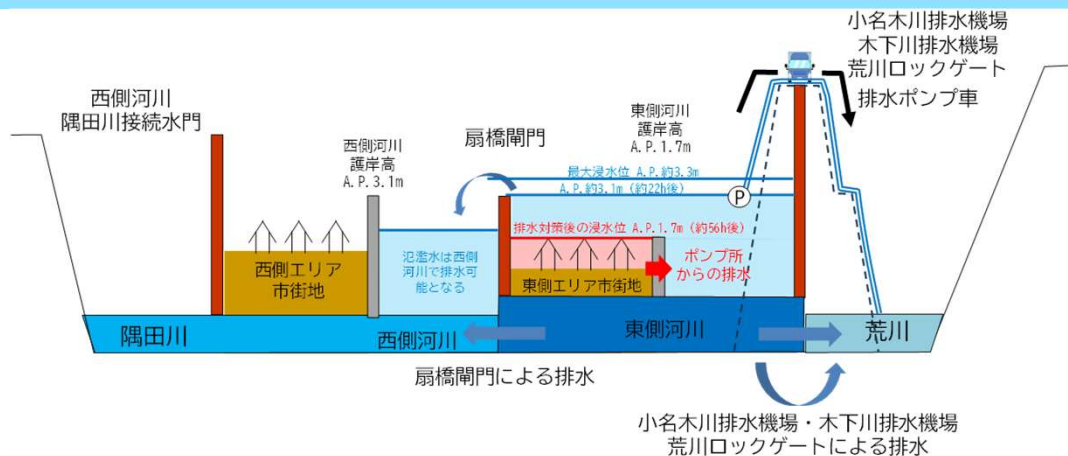 小名木川排水機場
木下川排水機場
荒川ロックゲート
排水ポンプ車
西側河川
隅田川接続水門
西側河川
護岸高
A.P.3.1m
扇橋閘門
東側河川
護岸高
A.P.1.7m
最大浸水位 A.P.約3.3m
A.P.約3.1m（約22h後）
P
排水対策後の浸水位 A.P.1.7m（約56h後）
氾濫水は西側
河川で排水可
能となる
西側エリア
市街地
東側エリア市街地
ポンプ所
からの排水
隅田川
西側河川
東側河川
荒川
扇橋閘門による排水
小名木川排水機場・木下川排水機場
荒川ロックゲートによる排水